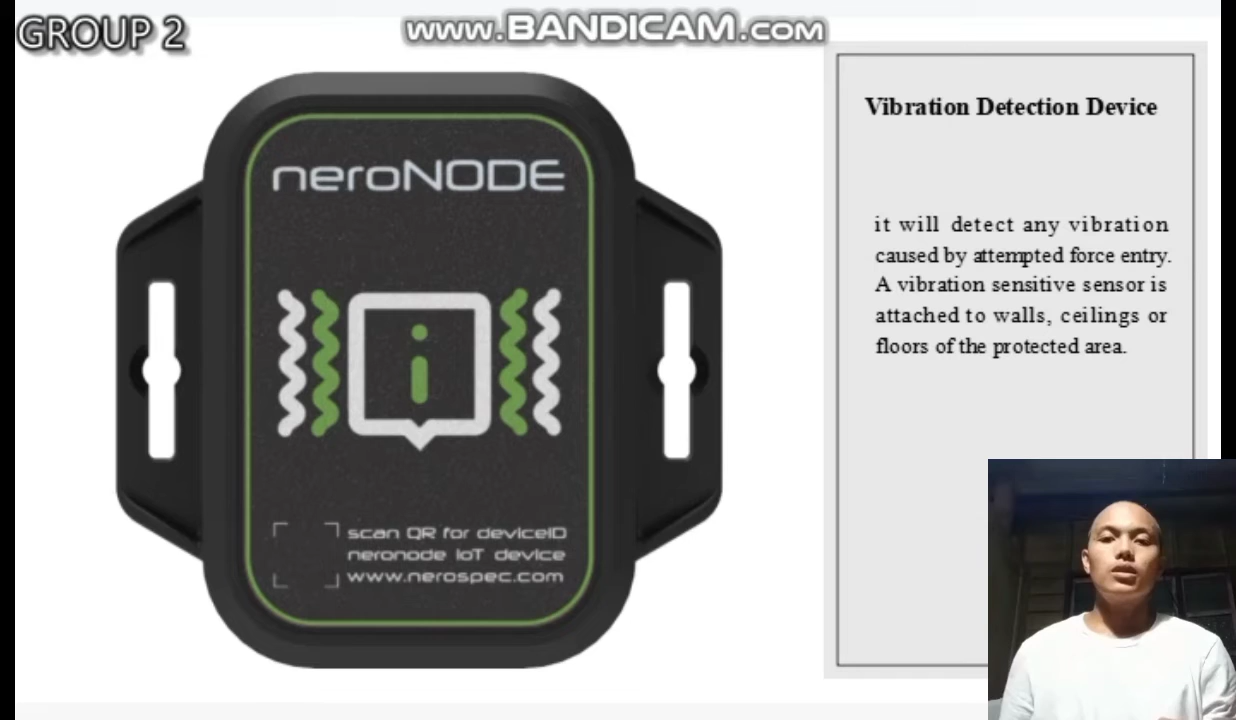 GROUP 2
www.BANDICAM.com
Vibration Detection Device
neroNODE
it will detect any vibration
caused by attempted force entry.
A vibration sensitive sensor is
attached to walls, ceilings or
floors of the protected area.
i
scan QR for deviceID
neronode IoT device
www.nerospec.com